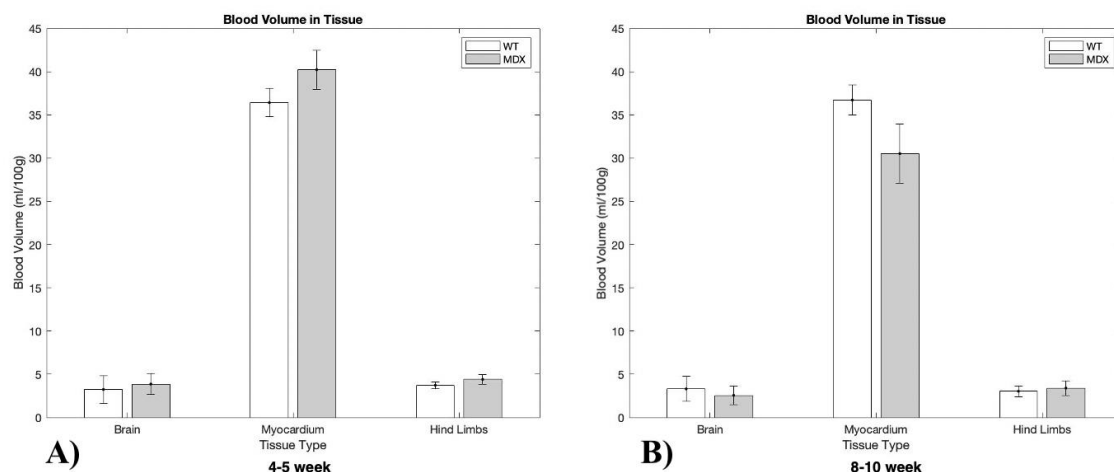 Blood Volume in Tissue
45
40
35
30
25
20
15
10
5
0
Blood Volume (ml/100g)
WT
MDX
Brain
Myocardium
Hind Limbs
Tissue Type
A)
4-5 week
Blood Volume in Tissue
45
40
35
30
25
20
15
10
5
0
Blood Volume (ml/100g)
WT
MDX
Brain
Myocardium
Hind Limbs
Tissue Type
B)
8-10 week